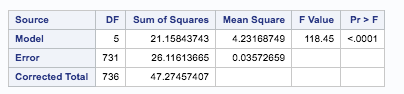 Source DF Sum of Squares Mean Square F Value Pr > F
Model 5 21.15843743 4.23168749 118.45 <.0001
Error 731 26.11613665 0.03572659
Corrected Total 736 47.27457407